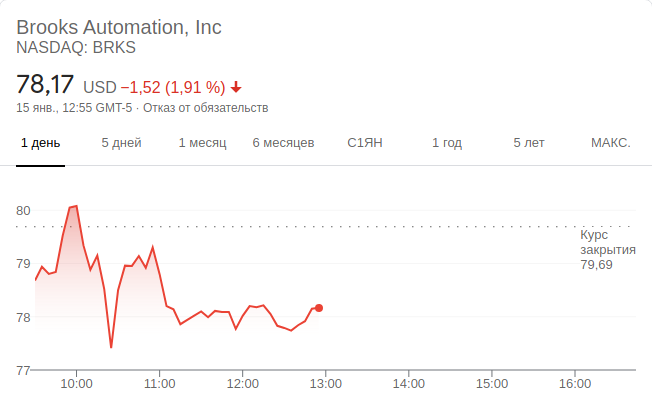 Brooks Automation, Inc
NASDAQ: BRKS
78,17 USD −1,52 (1,91 %)
15 янв., 12:55 GMT-5 · Отказ от обязательств
1 день 5 дней 1 месяц 6 месяцев С1ЯН 1 год 5 лет МАКС.
80
Курс
закрытия
79,69
79
78
77
10:00 11:00 12:00 13:00 14:00 15:00 16:00